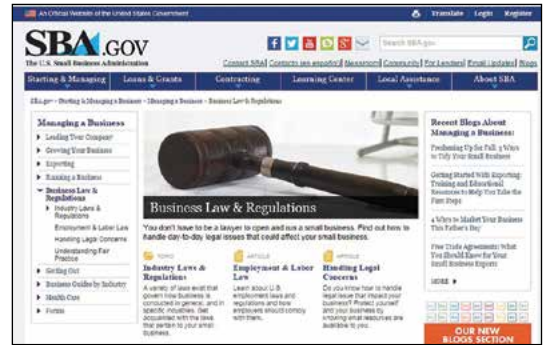 An Official Website of the United States Government
Translate Login Register
SBA.GOV
The U.S. Small Business Administration
Search SBA.gov
Contact SBA | Contacts (en español) | Newsroom | Community | For Lenders | Email Updates | Blogs
Starting & Managing Loans & Grants Contracting Learning Center Local Assistance About SBA
SBA.gov » Starting & Managing a Business » Managing a Business » Business Law & Regulations
Managing a Business
Leading Your Company
Growing Your Business
Exporting
Running a Business
Business Law &
Regulations
Industry Laws &
Regulations
Employment & Labor Law
Handling Legal Concerns
Understanding Fair
Practice
Getting Out
Business Guides by Industry
Health Care
Forms
Business Law & Regulations
You don't have to be a lawyer to open and run a small business. Find out how to
handle day-to-day legal issues that could affect your small business.
TOPIC
Industry Laws &
Regulations
A variety of laws exist that
govern how business is
conducted in general, and in
specific industries. Get
acquainted with the laws
that pertain to your small
business.
ARTICLE
Employment & Labor
Law
Learn about U.S.
employment laws and
regulations and how
employers should comply
with them.
ARTICLE
Handling Legal
Concerns
Do you know how to handle
legal issue that impact your
business? Protect yourself
and your business by
knowing what resources are
available to you.
Recent Blogs About
Managing a Business:
Freshening Up for Fall: 3 Ways
to Tidy Your Small Business
Getting Started With Exporting:
Training and Educational
Resources to Help You Take the
First Steps
4 Ways to Market Your Business
This Father's Day
Free Trade Agreements: What
You Should Know for Your
Small Business Exports
MORE
OUR NEW
BLOGS SECTION